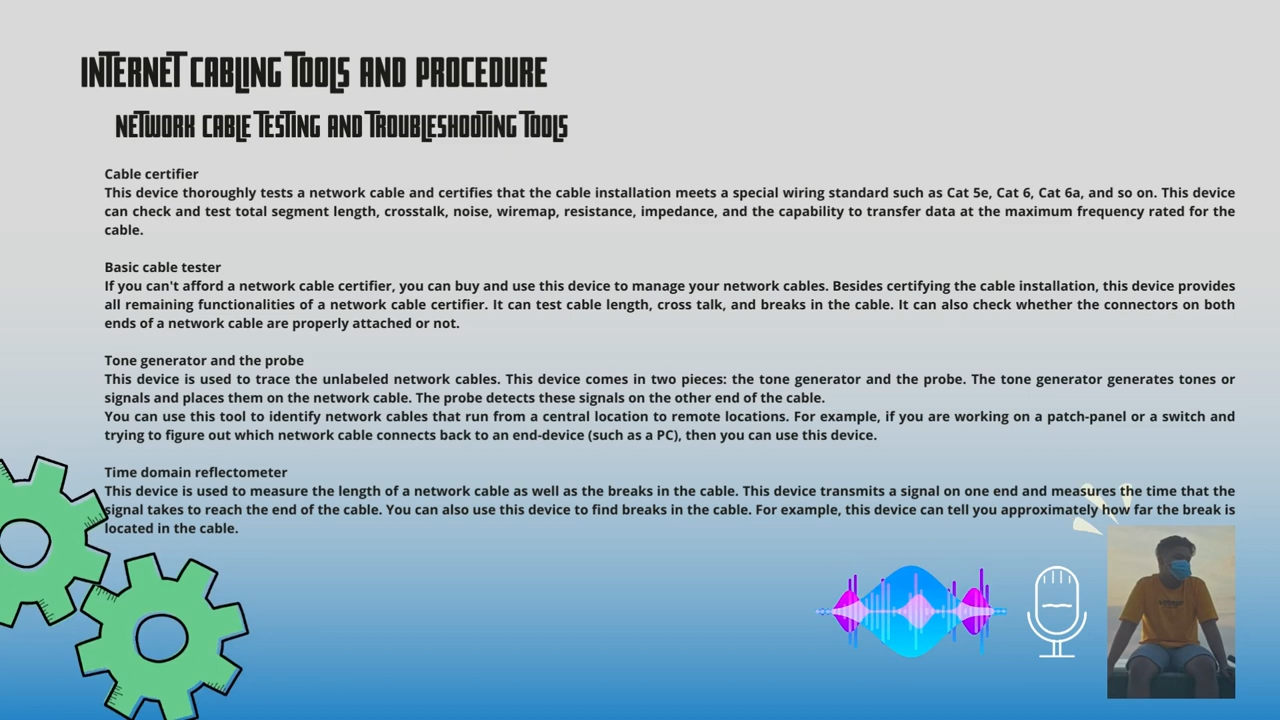 INTERNET CABLING TOOLS AND PROCEDURE
NETWORK CABLE TESTING AND TROUBLESHOOTING TOOLS
Cable certifier
This device thoroughly tests a network cable and certifies that the cable installation meets a special wiring standard such as Cat 5e, Cat 6, Cat 6a, and so on. This device
can check and test total segment length, crosstalk, noise, wiremap, resistance, impedance, and the capability to transfer data at the maximum frequency rated for the
cable.
Basic cable tester
If you can't afford a network cable certifier, you can buy and use this device to manage your network cables. Besides certifying the cable installation, this device provides
all remaining functionalities of a network cable certifier. It can test cable length, cross talk, and breaks in the cable. It can also check whether the connectors on both
ends of a network cable are properly attached or not.
Tone generator and the probe
This device is used to trace the unlabeled network cables. This device comes in two pieces: the tone generator and the probe. The tone generator generates tones or
signals and places them on the network cable. The probe detects these signals on the other end of the cable.
You can use this tool to identify network cables that run from a central location to remote locations. For example, if you are working on a patch-panel or a switch and
trying to figure out which network cable connects back to an end-device (such as a PC), then you can use this device.
Time domain reflectometer
This device is used to measure the length of a network cable as well as the breaks in the cable. This device transmits a signal on one end and measures the time that the
signal takes to reach the end of the cable. You can also use this device to find breaks in the cable. For example, this device can tell you approximately how far the break is
located in the cable.